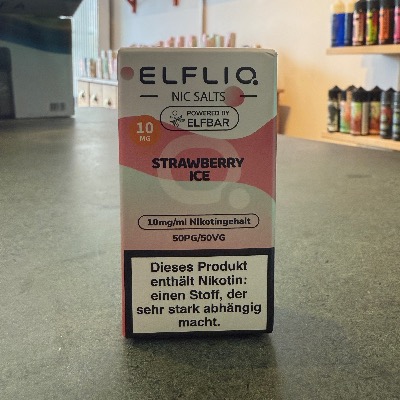 ELFLIQ
NIC SALTS
POWERED BY
ELFBAR
10
MG
STRAWBERRY
ICE
10mg/ml Nikotingehalt
50PG/50VG
Dieses Produkt
enthält Nikotin:
einen Stoff, der
sehr stark abhängig
macht.